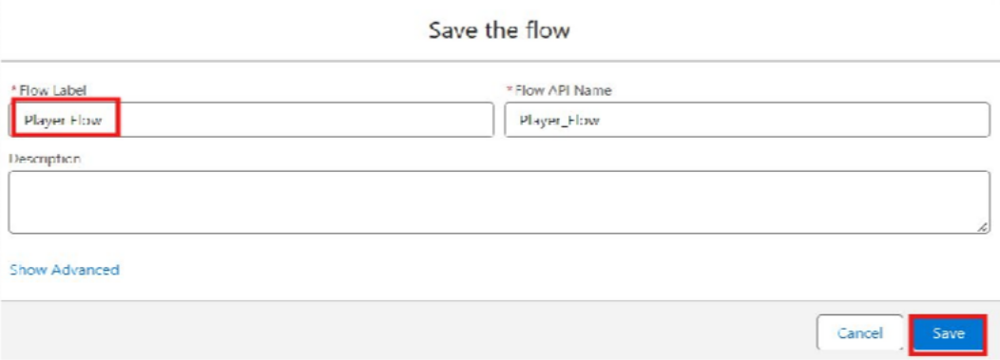 Save the flow
* Flow Label
* Flow API Name
Player Flow
Player_Flow
Description
Show Advanced
Cancel
Save